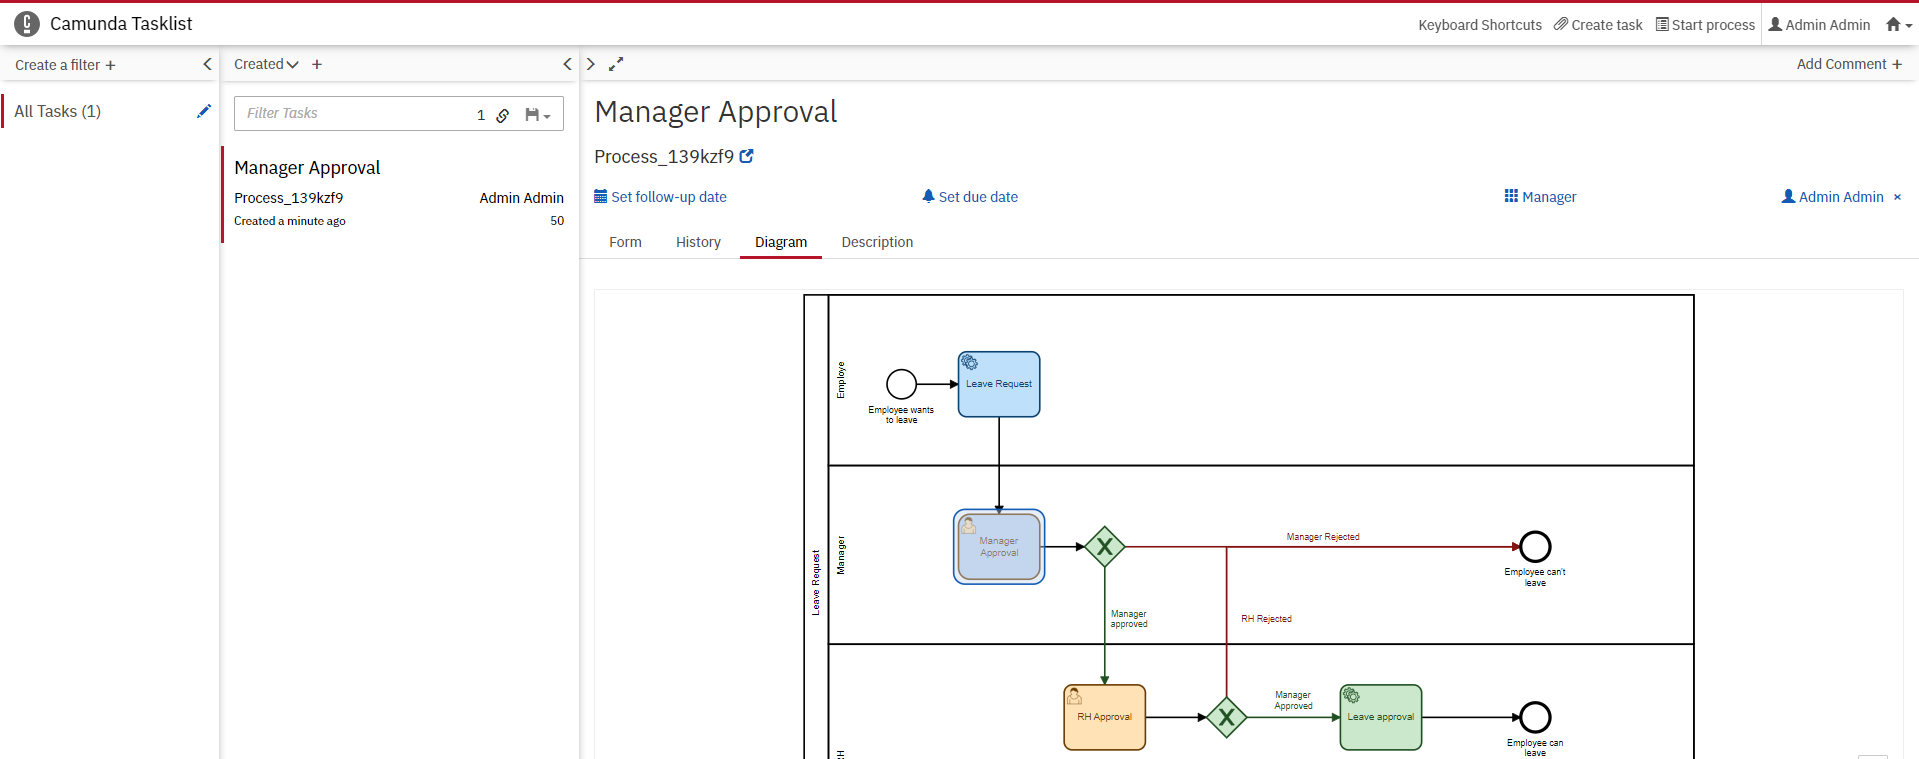 Camunda Tasklist
Keyboard Shortcuts Create task Start process Admin Admin
Create a filter +
Created +
Add Comment +
All Tasks (1)
Filter Tasks 1
Manager Approval
Process_139kzf9 Admin Admin
Created a minute ago 50
Manager Approval
Process_139kzf9
Set follow-up date Set due date Manager Admin Admin ×
Form History Diagram Description
Leave Request
Employe
Employee wants
to leave
Leave Request
Manager
Manager
Approval
X
Manager Rejected
Employee can't
leave
Manager
approved
RH Rejected
RH Approval
X
Manager
Approved
Leave approval
Employee can
leave